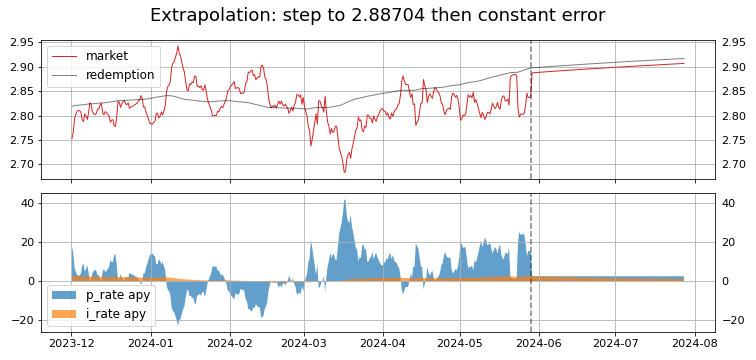 Extrapolation: step to 2.88704 then constant error
2.95 2.95
market
redemption
2.90 2.90
2.85 2.85
2.80 2.80
2.75 2.75
2.70 2.70
40 40
20 20
0 0
p_rate apy
i_rate apy
−20 −20
2023-12 2024-01 2024-02 2024-03 2024-04 2024-05 2024-06 2024-07 2024-08